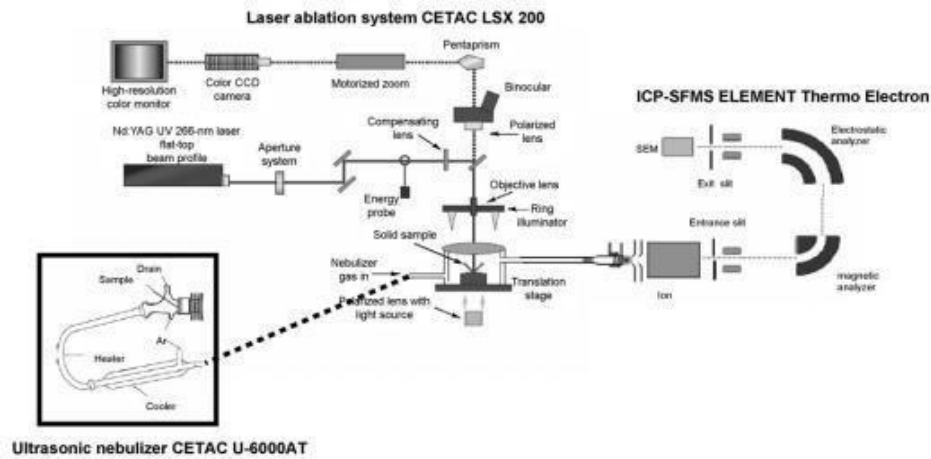 Laser ablation system CETAC LSX 200
Pentaprism
High-resolution
color monitor
Color CCD
camera
Motorized zoom
Binocular
Polarized
lens
Compensating
lens
Nd:YAG UV 266-nm laser
flat-top
beam profile
Aperture
system
Energy
probe
Objective lens
Ring
illuminator
Solid sample
Nebulizer
gas in
Translation
stage
Polarized lens with
light source
ICP-SFMS ELEMENT Thermo Electron
SEM
Exit slit
Electrostatic
analyzer
Entrance slit
Ion
magnetic
analyzer
Drain
Sample
Ar
Heater
Cooler
Ultrasonic nebulizer CETAC U-6000AT